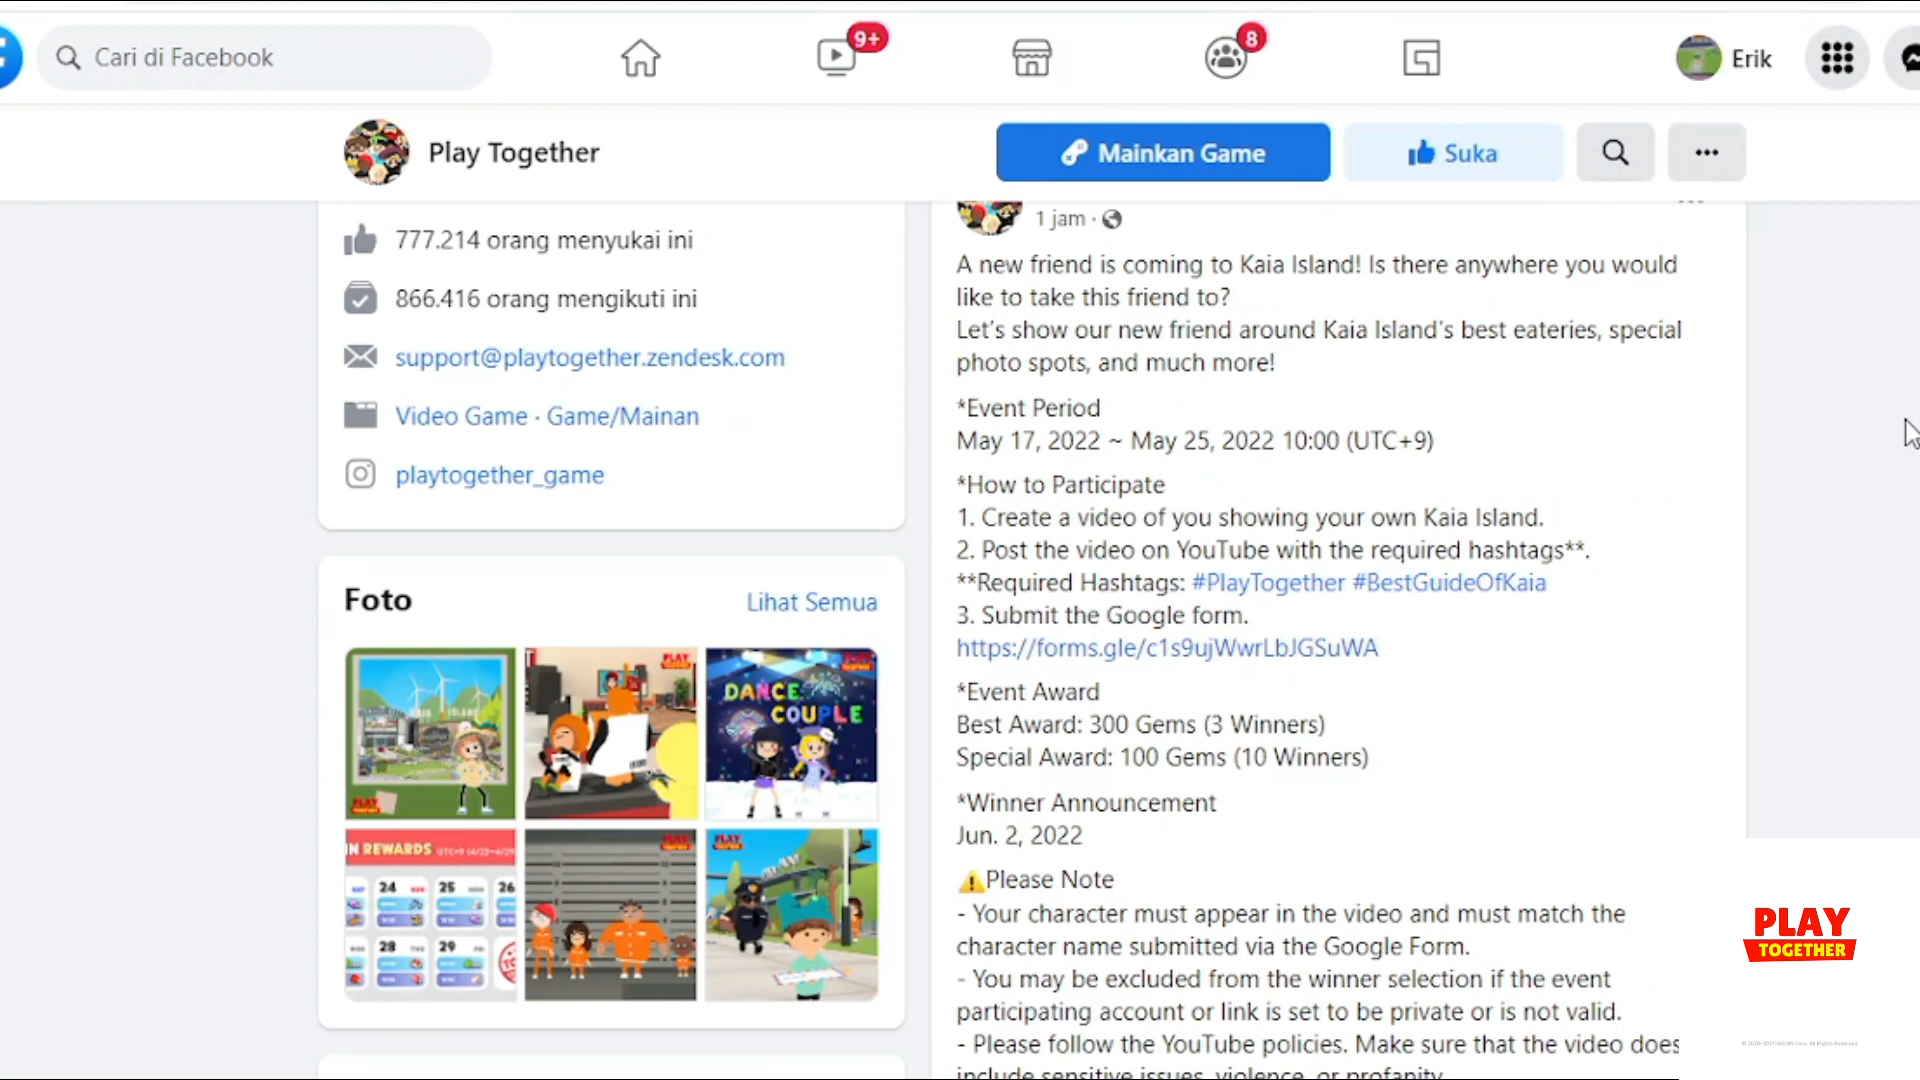 Cari di Facebook
9+
8
Erik
Play Together
Mainkan Game
Suka
777.214 orang menyukai ini
866.416 orang mengikuti ini
support@playtogether.zendesk.com
Video Game · Game/Mainan
playtogether_game
Foto
Lihat Semua
DANCE
COUPLE
IN REWARDS
24
25
26
28
29
1 jam ·
A new friend is coming to Kaia Island! Is there anywhere you would
like to take this friend to?
Let's show our new friend around Kaia Island's best eateries, special
photo spots, and much more!
*Event Period
May 17, 2022 ~ May 25, 2022 10:00 (UTC+9)
*How to Participate
1. Create a video of you showing your own Kaia Island.
2. Post the video on YouTube with the required hashtags**.
**Required Hashtags: #PlayTogether #BestGuideOfKaia
3. Submit the Google form.
https://forms.gle/c1s9ujWwrLbJGSuWA
*Event Award
Best Award: 300 Gems (3 Winners)
Special Award: 100 Gems (10 Winners)
*Winner Announcement
Jun. 2, 2022
⚠Please Note
- Your character must appear in the video and must match the
character name submitted via the Google Form.
- You may be excluded from the winner selection if the event
participating account or link is set to be private or is not valid.
- Please follow the YouTube policies. Make sure that the video does
include sensitive issues, violence, or profanity.
PLAY
TOGETHER